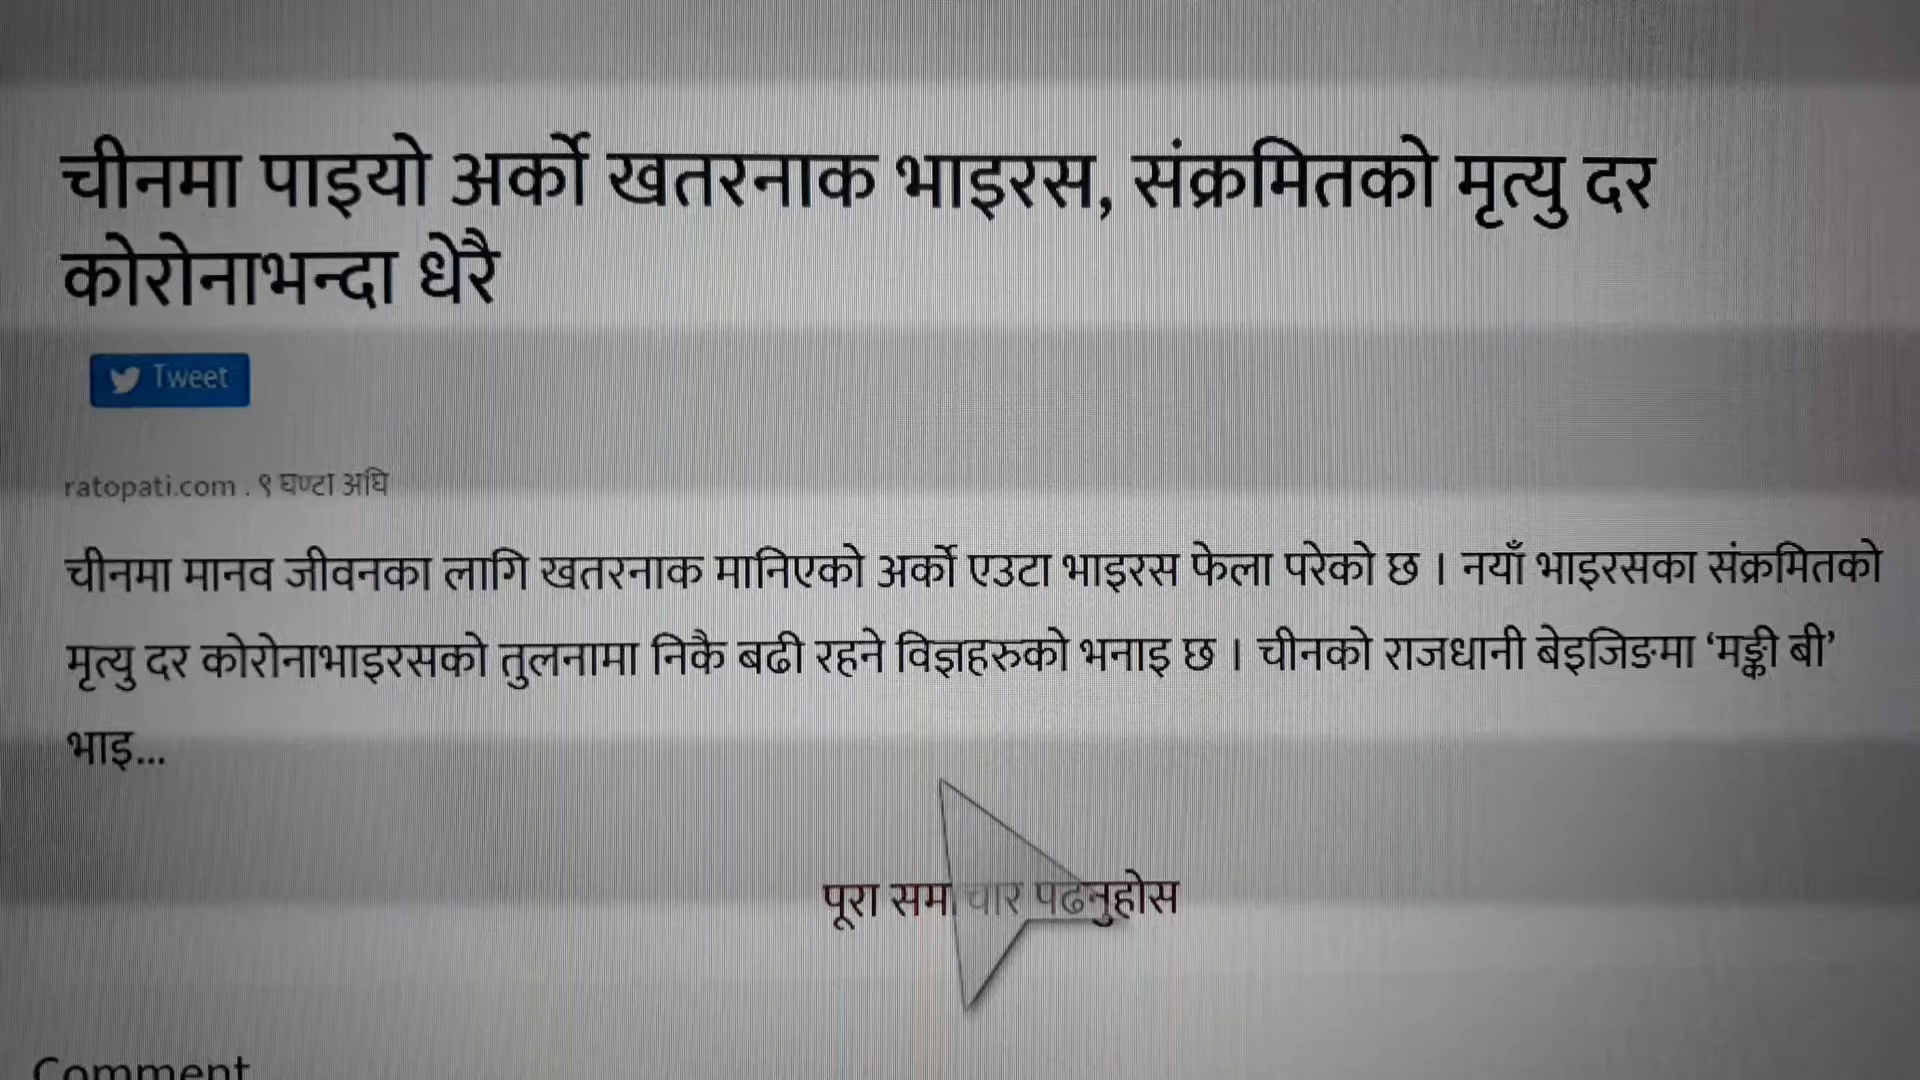 चीनमा पाइयो अर्को खतरनाक भाइरस, संक्रमितको मृत्यु दर
कोरोनाभन्दा धेरै
Tweet
ratopati.com . ९ घण्टा अघि
चीनमा मानव जीवनका लागि खतरनाक मानिएको अर्को एउटा भाइरस फेला परेको छ । नयाँ भाइरसका संक्रमितको
मृत्यु दर कोरोनाभाइरसको तुलनामा निकै बढी रहने विज्ञहरुको भनाइ छ । चीनको राजधानी बेइजिङमा ‘मङ्की बी’
भाइ...
पूरा समाचार पढनुहोस
Comment